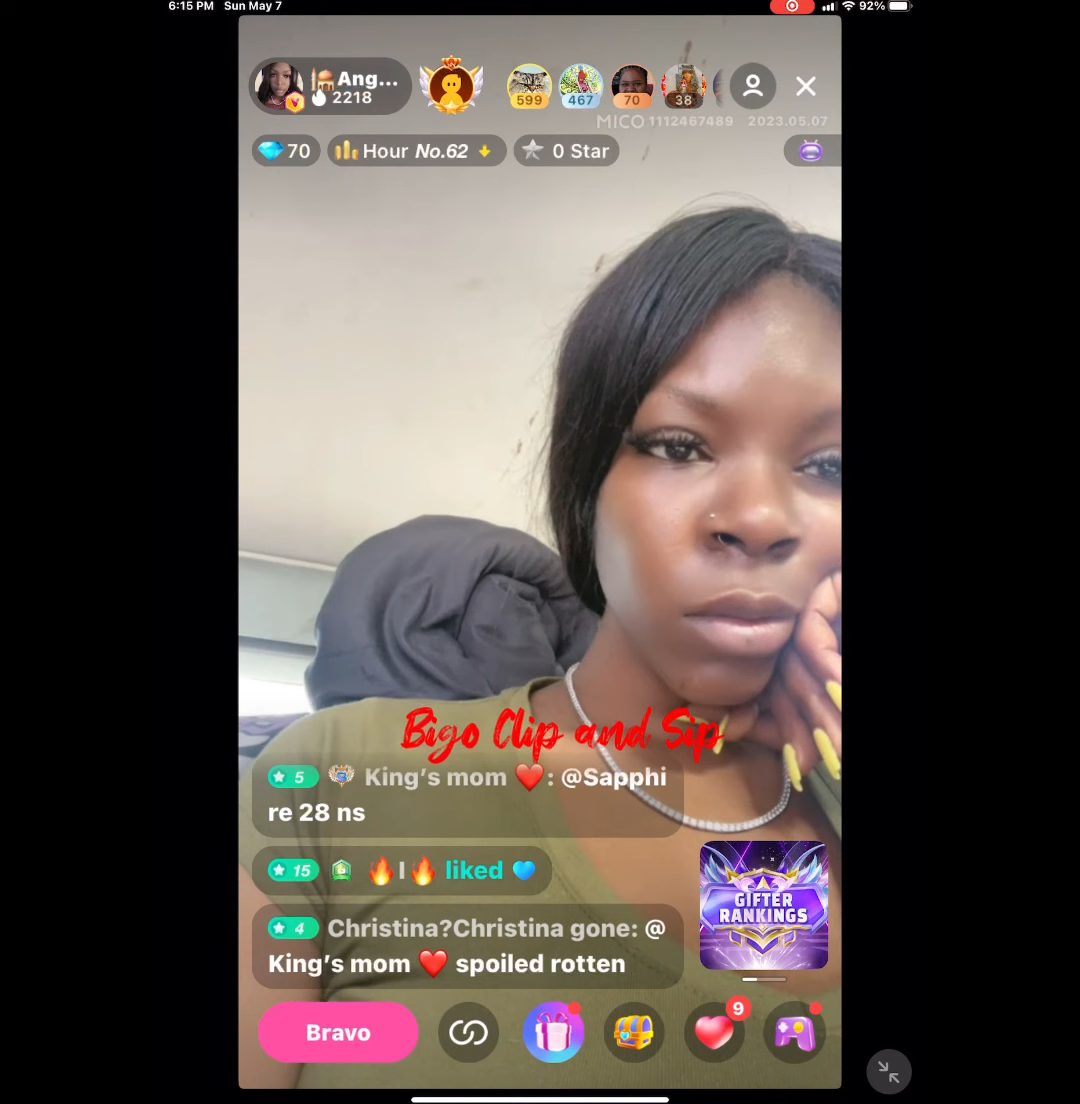 6:15 PM Sun May 7
92%
Ang...
2218
599
467
70
38
MICO 1112467489 2023.05.07
70
Hour No.62
0 Star
Bigo Clip and Sip
5 King's mom ❤️: @Sapphi
re 28 ns
15 🔥I🔥 liked 💙
4 Christina?Christina gone: @
King's mom ❤️ spoiled rotten
GIFTER
RANKINGS
Bravo
9